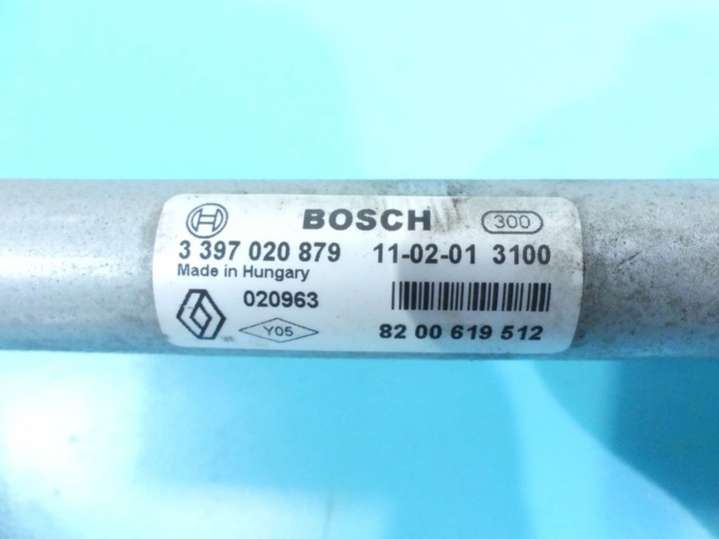 BOSCH 300
3 397 020 879 11-02-01 3100
Made in Hungary
020963
Y05 82 00 619 512